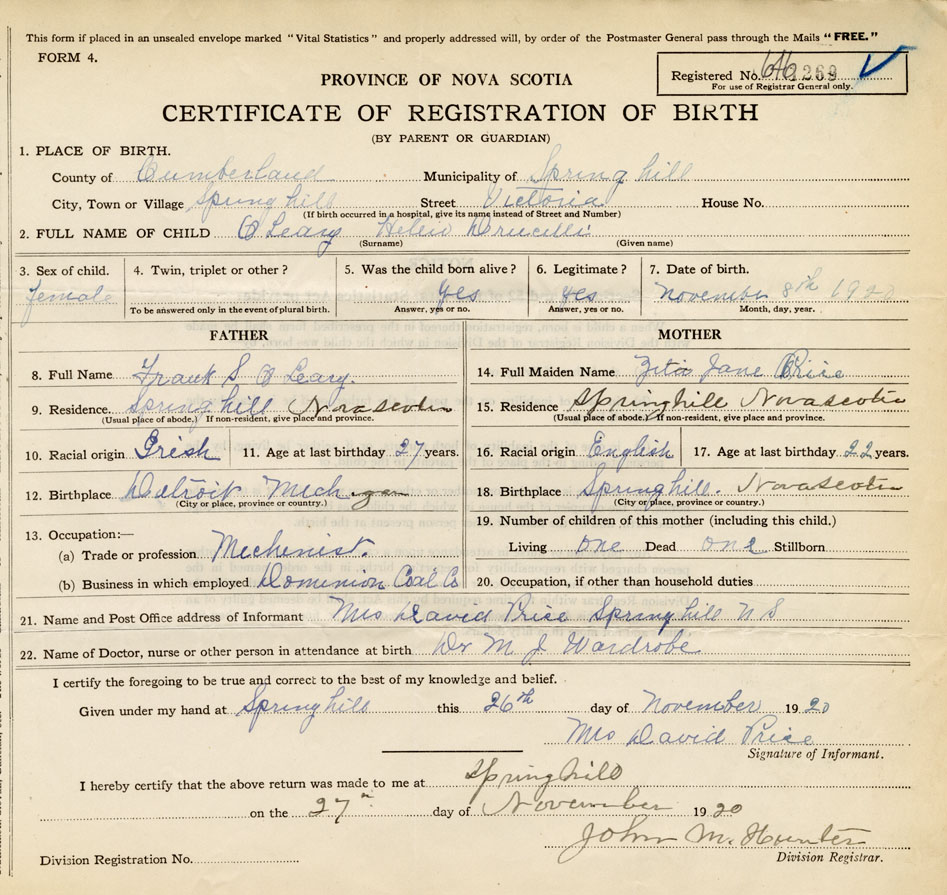 This form if placed in an unsealed envelope marked "Vital Statistics" and properly addressed will, by order of the Postmaster General pass through the Mails "FREE."
FORM 4.
Registered No. 1269
For use of Registrar General only.
PROVINCE OF NOVA SCOTIA
CERTIFICATE OF REGISTRATION OF BIRTH
(BY PARENT OR GUARDIAN)
1. PLACE OF BIRTH.
County of Cumberland Municipality of Spring hill
City, Town or Village Spring hill Street Victoria House No.
(If birth occurred in a hospital, give its name instead of Street and Number)
2. FULL NAME OF CHILD O Leary Helen
(Surname) (Given name)
3. Sex of child. 4. Twin, triplet or other? 5. Was the child born alive? 6. Legitimate? 7. Date of birth.
female Yes Yes November 8th 1920
To be answered only in the event of plural birth. Answer, yes or no. Answer, yes or no. Month, day, year.
FATHER MOTHER
8. Full Name Frank S O Leary. 14. Full Maiden Name Zita Jane Price
9. Residence Spring hill Nova scotia 15. Residence Springhill Nova scotia
(Usual place of abode.) If non-resident, give place and province. (Usual place of abode.) If non-resident, give place and province.
10. Racial origin Irish 11. Age at last birthday 27 years. 16. Racial origin English 17. Age at last birthday 22 years.
12. Birthplace Detroit Michigan 18. Birthplace Springhill. Nova scotia
(City or place, province or country.) (City or place, province or country.)
13. Occupation:— 19. Number of children of this mother (including this child.)
(a) Trade or profession Mechenist. Living one Dead one Stillborn
(b) Business in which employed Dominion Coal Co 20. Occupation, if other than household duties
21. Name and Post Office address of Informant Mrs David Price Spring hill N S
22. Name of Doctor, nurse or other person in attendance at birth Dr M J Wardrobe
I certify the foregoing to be true and correct to the best of my knowledge and belief.
Given under my hand at Spring hill this 26th day of November 1920
Mrs David Price
Signature of Informant.
I hereby certify that the above return was made to me at Springhill
on the 27th day of November 1920
John M. Hunter
Division Registrar.
Division Registration No.